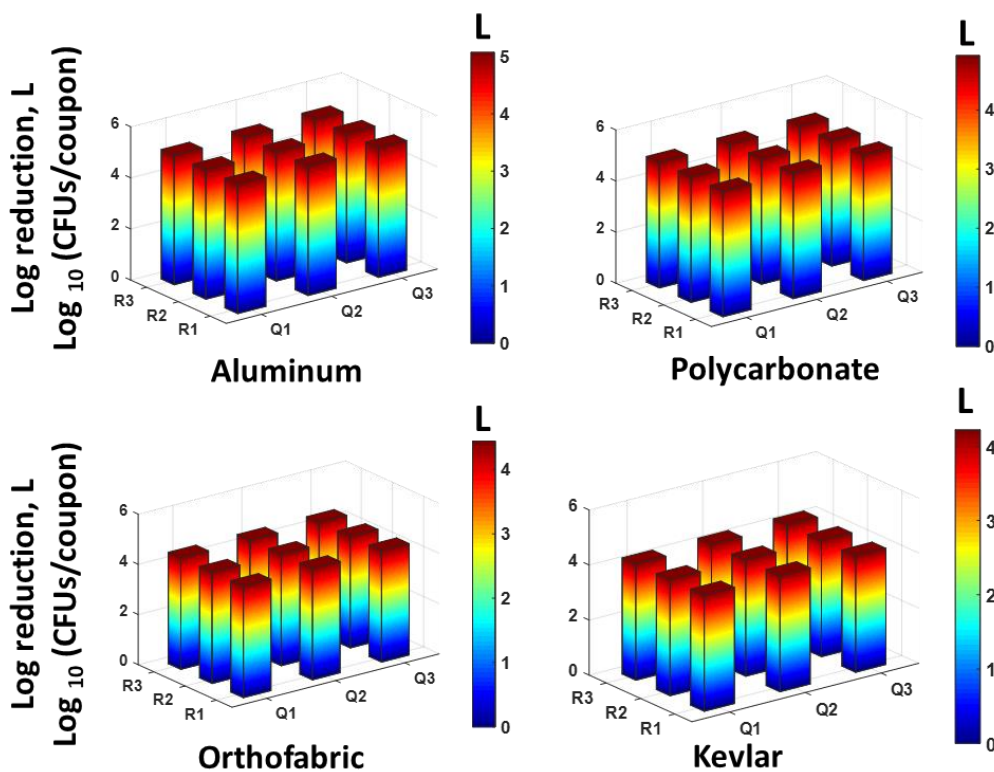 L
5
4
3
2
1
0
Log reduction, L
Log 10 (CFUs/coupon)
6
4
2
0
R3
R2
R1
Q1
Q2
Q3
Aluminum
L
4
3
2
1
0
6
4
2
0
R3
R2
R1
Q1
Q2
Q3
Polycarbonate
L
4
3
2
1
0
Log reduction, L
Log 10 (CFUs/coupon)
6
4
2
0
R3
R2
R1
Q1
Q2
Q3
Orthofabric
L
4
3
2
1
0
6
4
2
0
R3
R2
R1
Q1
Q2
Q3
Kevlar